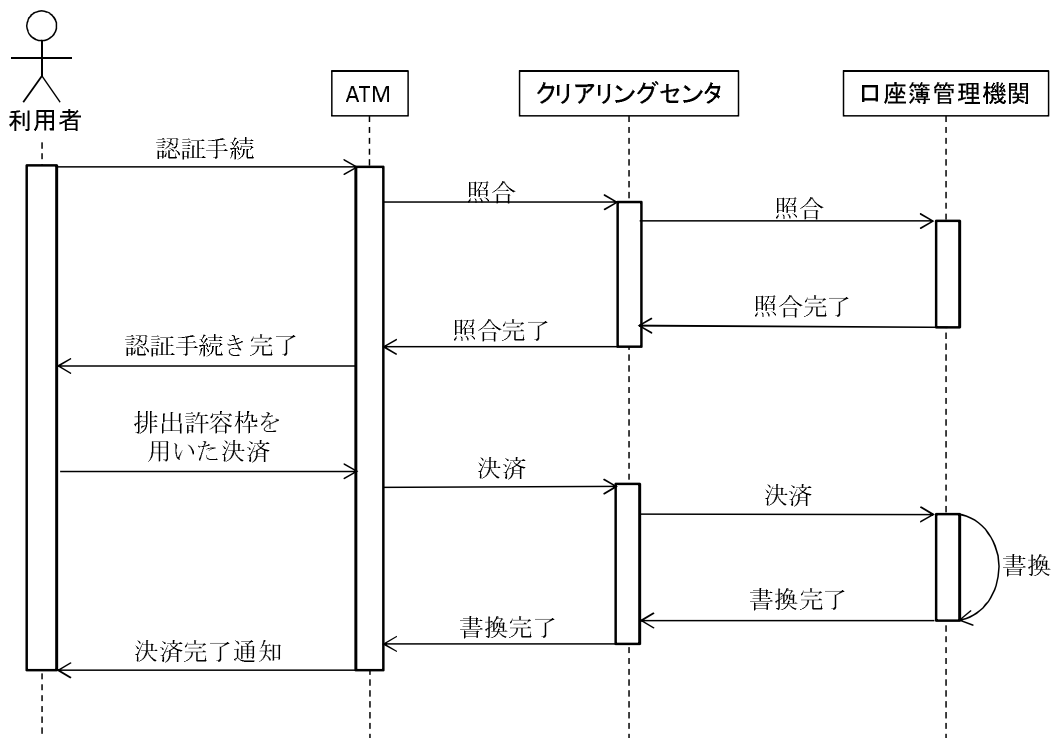 利用者
ATM
クリアリングセンタ
口座簿管理機関
認証手続
照合
照合
照合完了
照合完了
認証手続き完了
排出許容枠を
用いた決済
決済
決済
書換
書換完了
書換完了
決済完了通知